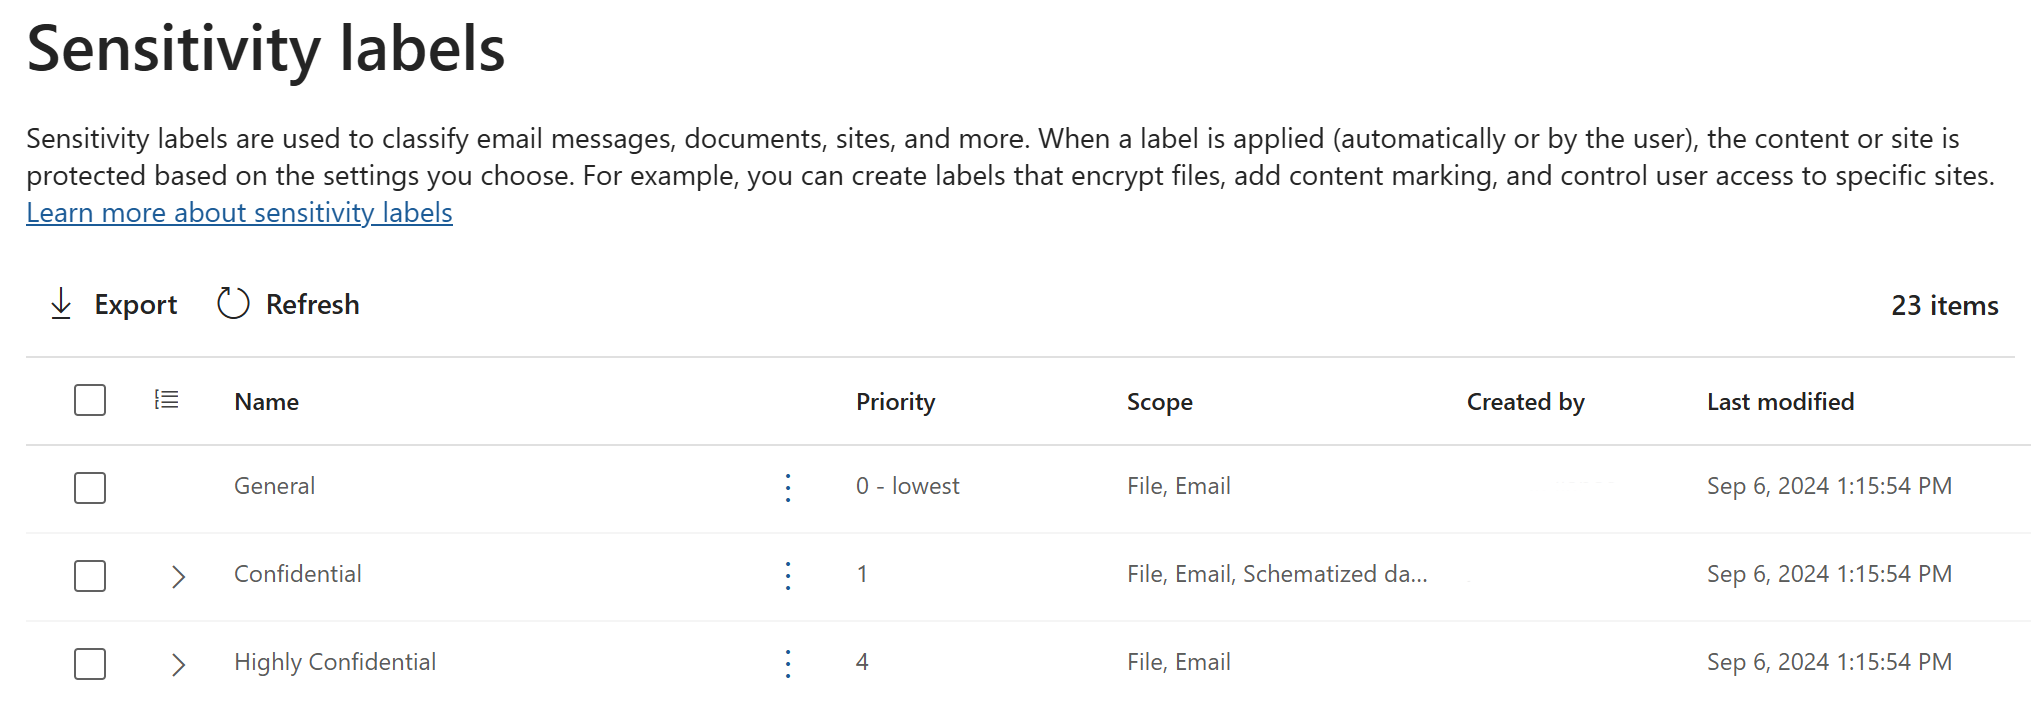 Sensitivity labels
Sensitivity labels are used to classify email messages, documents, sites, and more. When a label is applied (automatically or by the user), the content or site is
protected based on the settings you choose. For example, you can create labels that encrypt files, add content marking, and control user access to specific sites.
Learn more about sensitivity labels
Export Refresh 23 items
Name Priority Scope Created by Last modified
General 0 - lowest File, Email Sep 6, 2024 1:15:54 PM
Confidential 1 File, Email, Schematized da... Sep 6, 2024 1:15:54 PM
Highly Confidential 4 File, Email Sep 6, 2024 1:15:54 PM